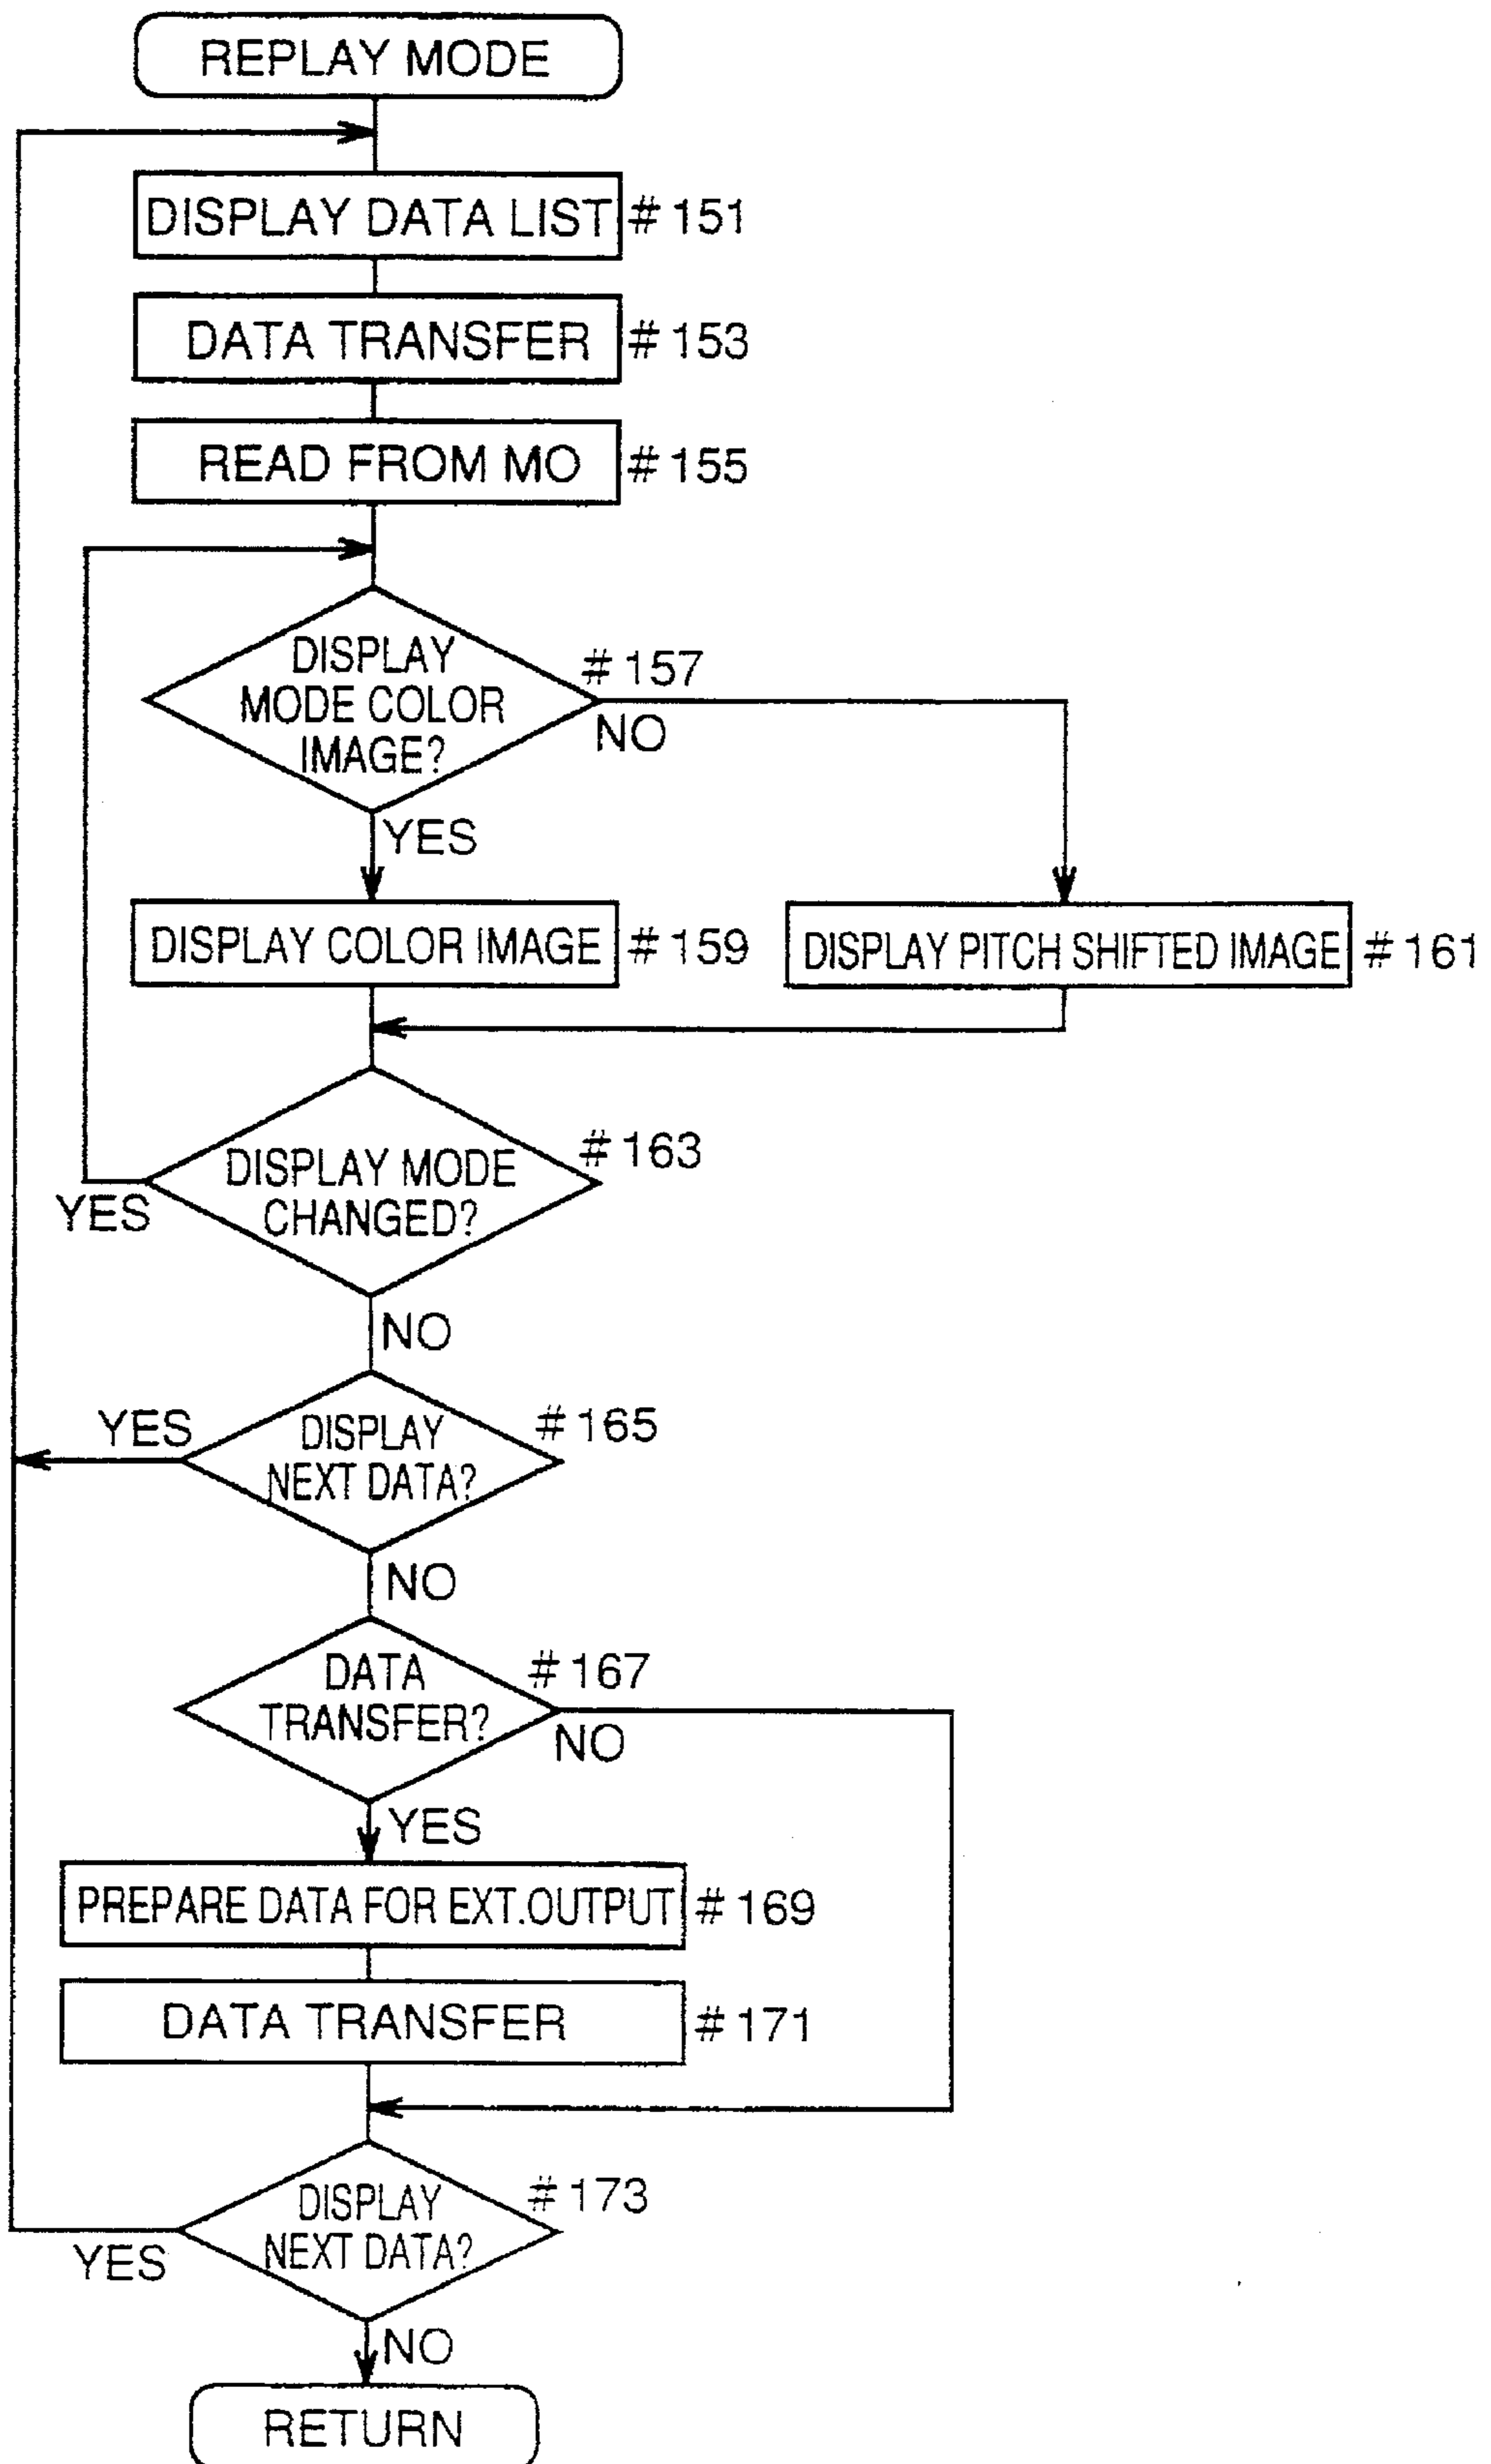 REPLAY MODE
DISPLAY DATA LIST # 151
DATA TRANSFER # 153
READ FROM MO # 155
DISPLAY
MODE COLOR
IMAGE?
# 157
NO
YES
DISPLAY COLOR IMAGE # 159
DISPLAY PITCH SHIFTED IMAGE # 161
DISPLAY MODE
CHANGED?
# 163
YES
NO
DISPLAY
NEXT DATA?
# 165
YES
NO
DATA
TRANSFER?
# 167
NO
YES
PREPARE DATA FOR EXT.OUTPUT # 169
DATA TRANSFER # 171
DISPLAY
NEXT DATA?
# 173
YES
NO
RETURN